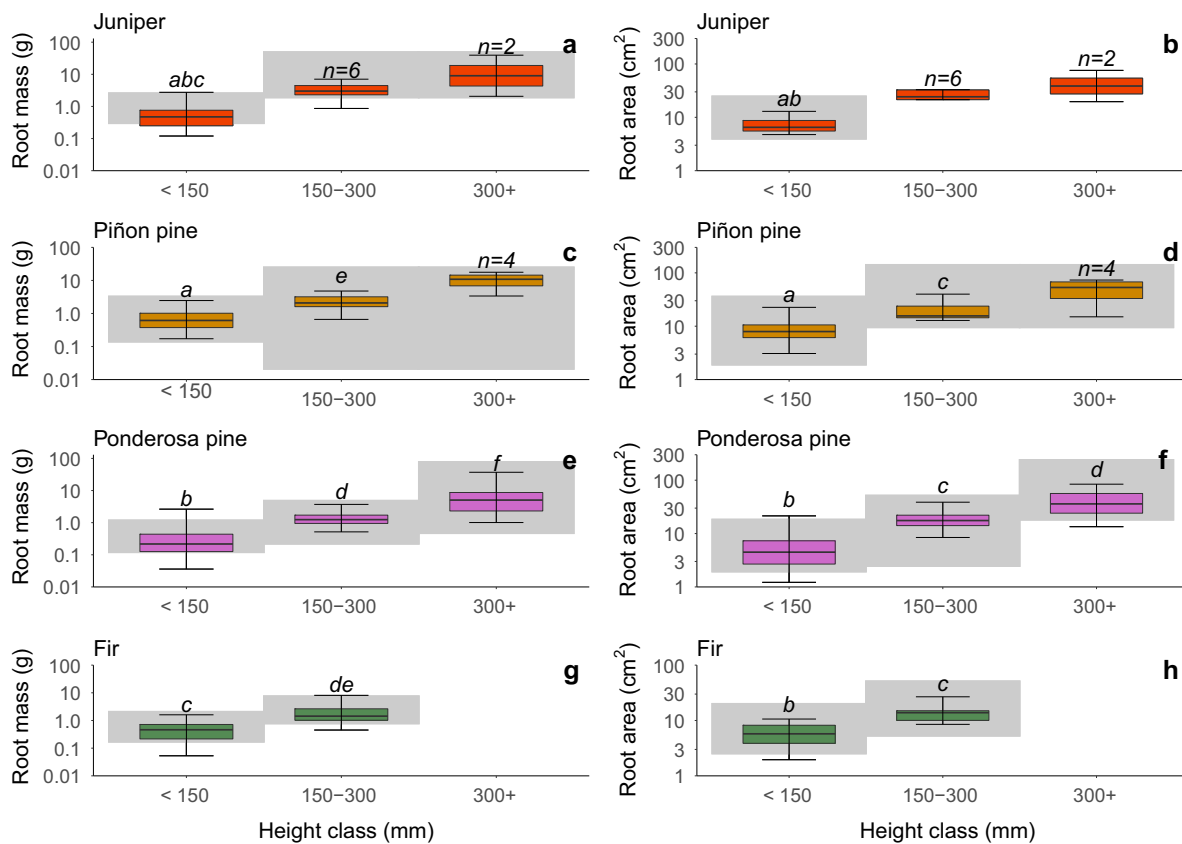 Juniper
a
Root mass (g)
100
10
1.0
0.1
0.01
abc
n=6
n=2
< 150
150−300
300+
Juniper
b
Root area (cm²)
300
100
30
10
3
1
ab
n=6
n=2
< 150
150−300
300+
Piñon pine
c
Root mass (g)
100
10
1.0
0.1
0.01
a
e
n=4
< 150
150−300
300+
Piñon pine
d
Root area (cm²)
300
100
30
10
3
1
a
c
n=4
< 150
150−300
300+
Ponderosa pine
e
Root mass (g)
100
10
1.0
0.1
0.01
b
d
f
< 150
150−300
300+
Ponderosa pine
f
Root area (cm²)
300
100
30
10
3
1
b
c
d
< 150
150−300
300+
Fir
g
Root mass (g)
100
10
1.0
0.1
0.01
c
de
< 150
150−300
300+
Height class (mm)
Fir
h
Root area (cm²)
300
100
30
10
3
1
b
c
< 150
150−300
300+
Height class (mm)